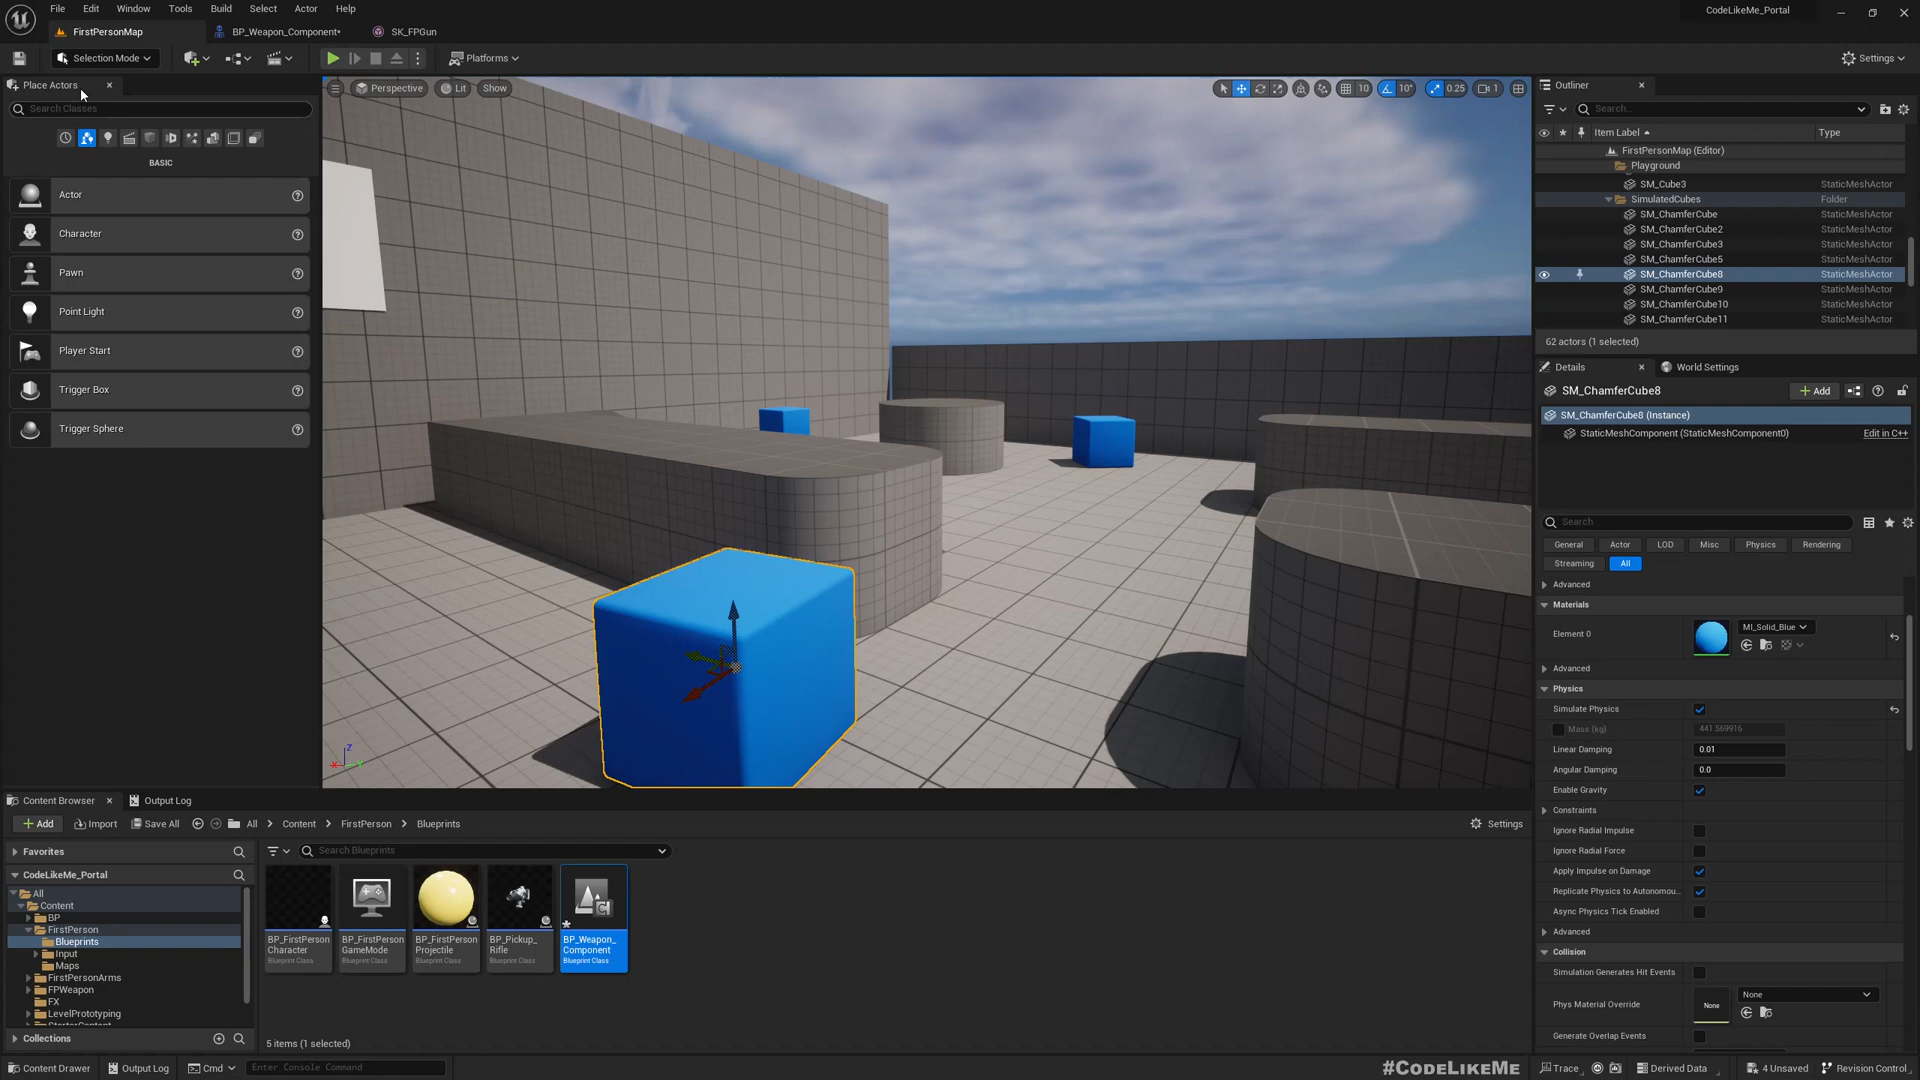 File Edit Window Tools Build Select Actor Help
CodeLikeMe_Portal
FirstPersonMap
BP_Weapon_Component*
SK_FPGun
Selection Mode
Platforms
Settings
Place Actors
Search Classes
BASIC
Actor
Character
Pawn
Point Light
Player Start
Trigger Box
Trigger Sphere
Perspective Lit Show
10 10° 0.25 1
Z
X
Outliner
Search...
Item Label Type
FirstPersonMap (Editor)
Playground
SM_Cube3 StaticMeshActor
SimulatedCubes Folder
SM_ChamferCube StaticMeshActor
SM_ChamferCube2 StaticMeshActor
SM_ChamferCube3 StaticMeshActor
SM_ChamferCube5 StaticMeshActor
SM_ChamferCube8 StaticMeshActor
SM_ChamferCube9 StaticMeshActor
SM_ChamferCube10 StaticMeshActor
SM_ChamferCube11 StaticMeshActor
62 actors (1 selected)
Details World Settings
SM_ChamferCube8
Add
SM_ChamferCube8 (Instance)
StaticMeshComponent (StaticMeshComponent0) Edit in C++
Search
General Actor LOD Misc Physics Rendering
Streaming All
Advanced
Materials
Element 0 MI_Solid_Blue
Advanced
Physics
Simulate Physics
Mass (kg) 441.569916
Linear Damping 0.01
Angular Damping 0.0
Enable Gravity
Constraints
Ignore Radial Impulse
Ignore Radial Force
Apply Impulse on Damage
Replicate Physics to Autonomou...
Async Physics Tick Enabled
Advanced
Collision
Simulation Generates Hit Events
Phys Material Override None None
Generate Overlap Events
Content Browser Output Log
Add Import Save All All Content FirstPerson Blueprints Settings
Favorites
Search Blueprints
CodeLikeMe_Portal
All
Content
BP
FirstPerson
Blueprints
Input
Maps
FirstPersonArms
FPWeapon
FX
LevelPrototyping
StarterContent
Collections
BP_FirstPerson
Character
Blueprint Class
BP_FirstPerson
GameMode
Blueprint Class
BP_FirstPerson
Projectile
Blueprint Class
BP_Pickup_
Rifle
Blueprint Class
BP_Weapon_
Component
Blueprint Class
5 items (1 selected)
Content Drawer Output Log Cmd Enter Console Command
#CODELIKEME
Trace Derived Data 4 Unsaved Revision Control